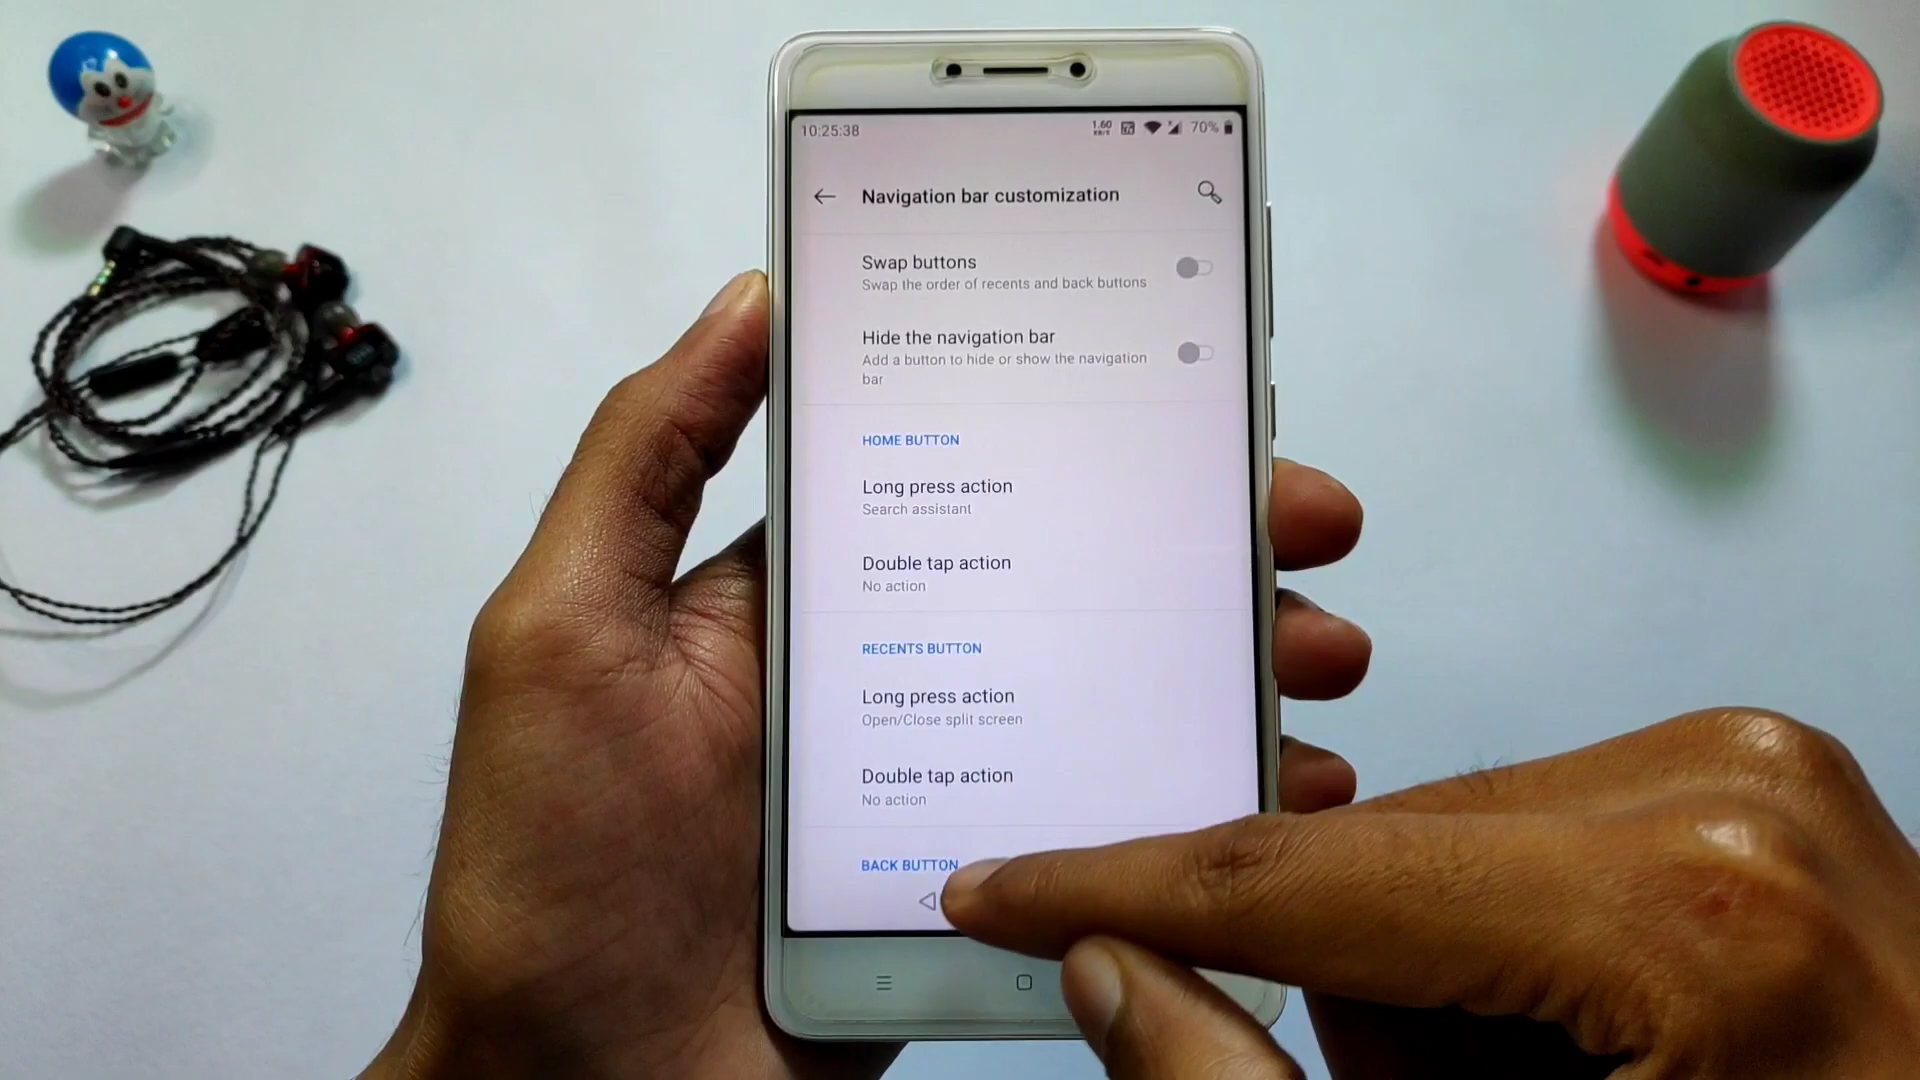 10:25:38
1.60
KB/S
70%
Navigation bar customization
Swap buttons
Swap the order of recents and back buttons
Hide the navigation bar
Add a button to hide or show the navigation
bar
HOME BUTTON
Long press action
Search assistant
Double tap action
No action
RECENTS BUTTON
Long press action
Open/Close split screen
Double tap action
No action
BACK BUTTON